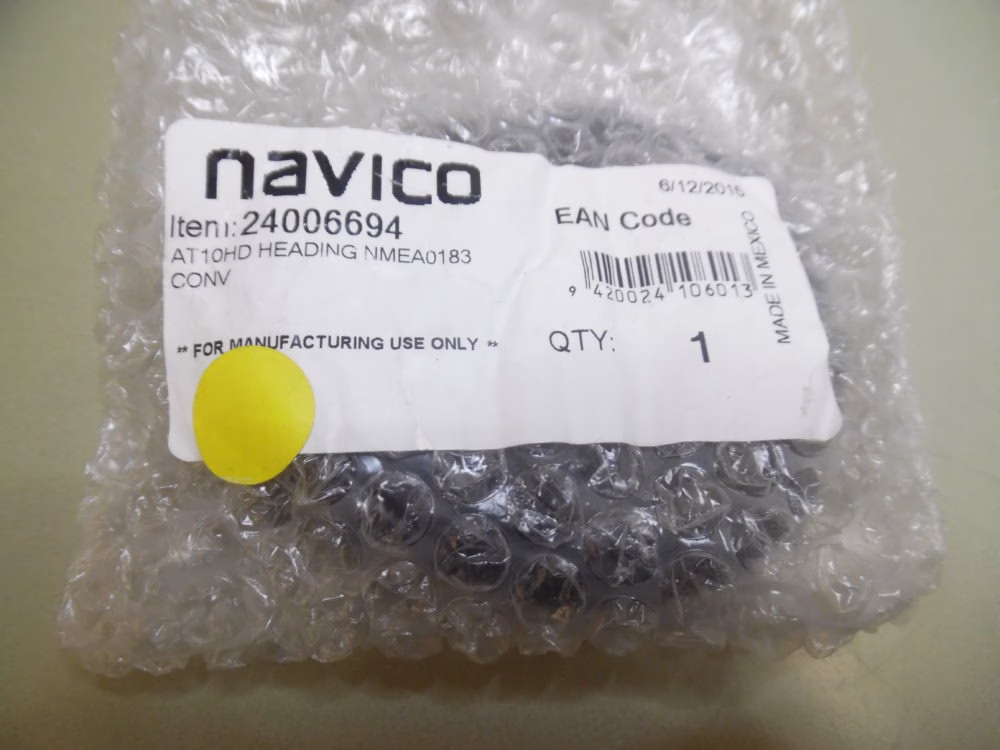 navico
Item: 24006694
AT10HD HEADING NMEA0183
CONV
** FOR MANUFACTURING USE ONLY **
6/12/2015
EAN Code
9 420024 106013
QTY: 1
MADE IN MEXICO